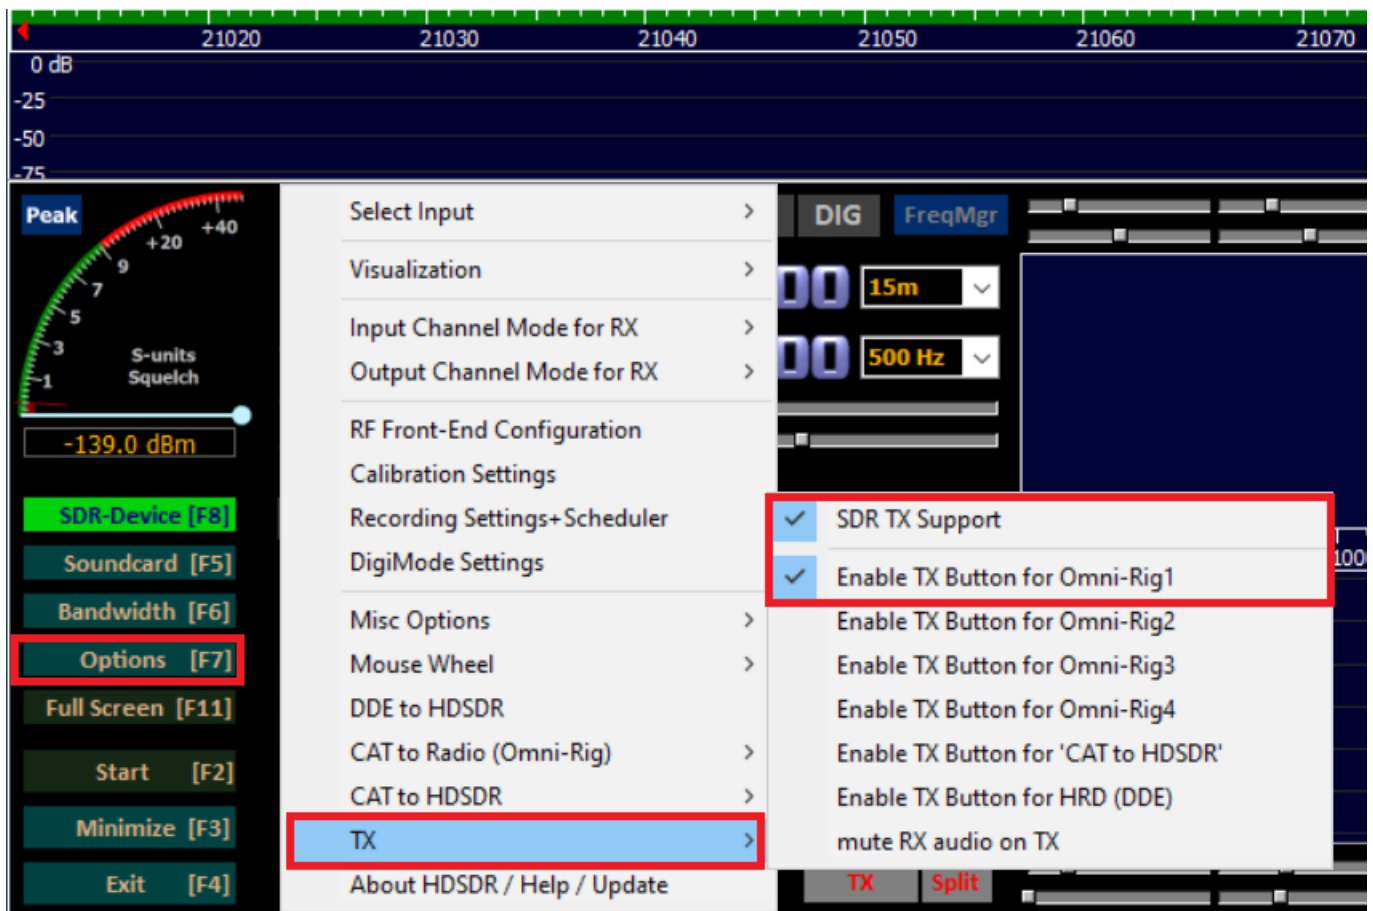 21020 21030 21040 21050 21060 21070
0 dB
-25
-50
-75
Peak
+40
+20
9
7
5
3
1
S-units
Squelch
-139.0 dBm
SDR-Device [F8]
Soundcard [F5]
Bandwidth [F6]
Options [F7]
Full Screen [F11]
Start [F2]
Minimize [F3]
Exit [F4]
Select Input
Visualization
Input Channel Mode for RX
Output Channel Mode for RX
RF Front-End Configuration
Calibration Settings
Recording Settings+Scheduler
DigiMode Settings
Misc Options
Mouse Wheel
DDE to HDSDR
CAT to Radio (Omni-Rig)
CAT to HDSDR
TX
About HDSDR / Help / Update
DIG FreqMgr
00 15m
00 500 Hz
SDR TX Support
Enable TX Button for Omni-Rig1
Enable TX Button for Omni-Rig2
Enable TX Button for Omni-Rig3
Enable TX Button for Omni-Rig4
Enable TX Button for 'CAT to HDSDR'
Enable TX Button for HRD (DDE)
mute RX audio on TX
TX Split